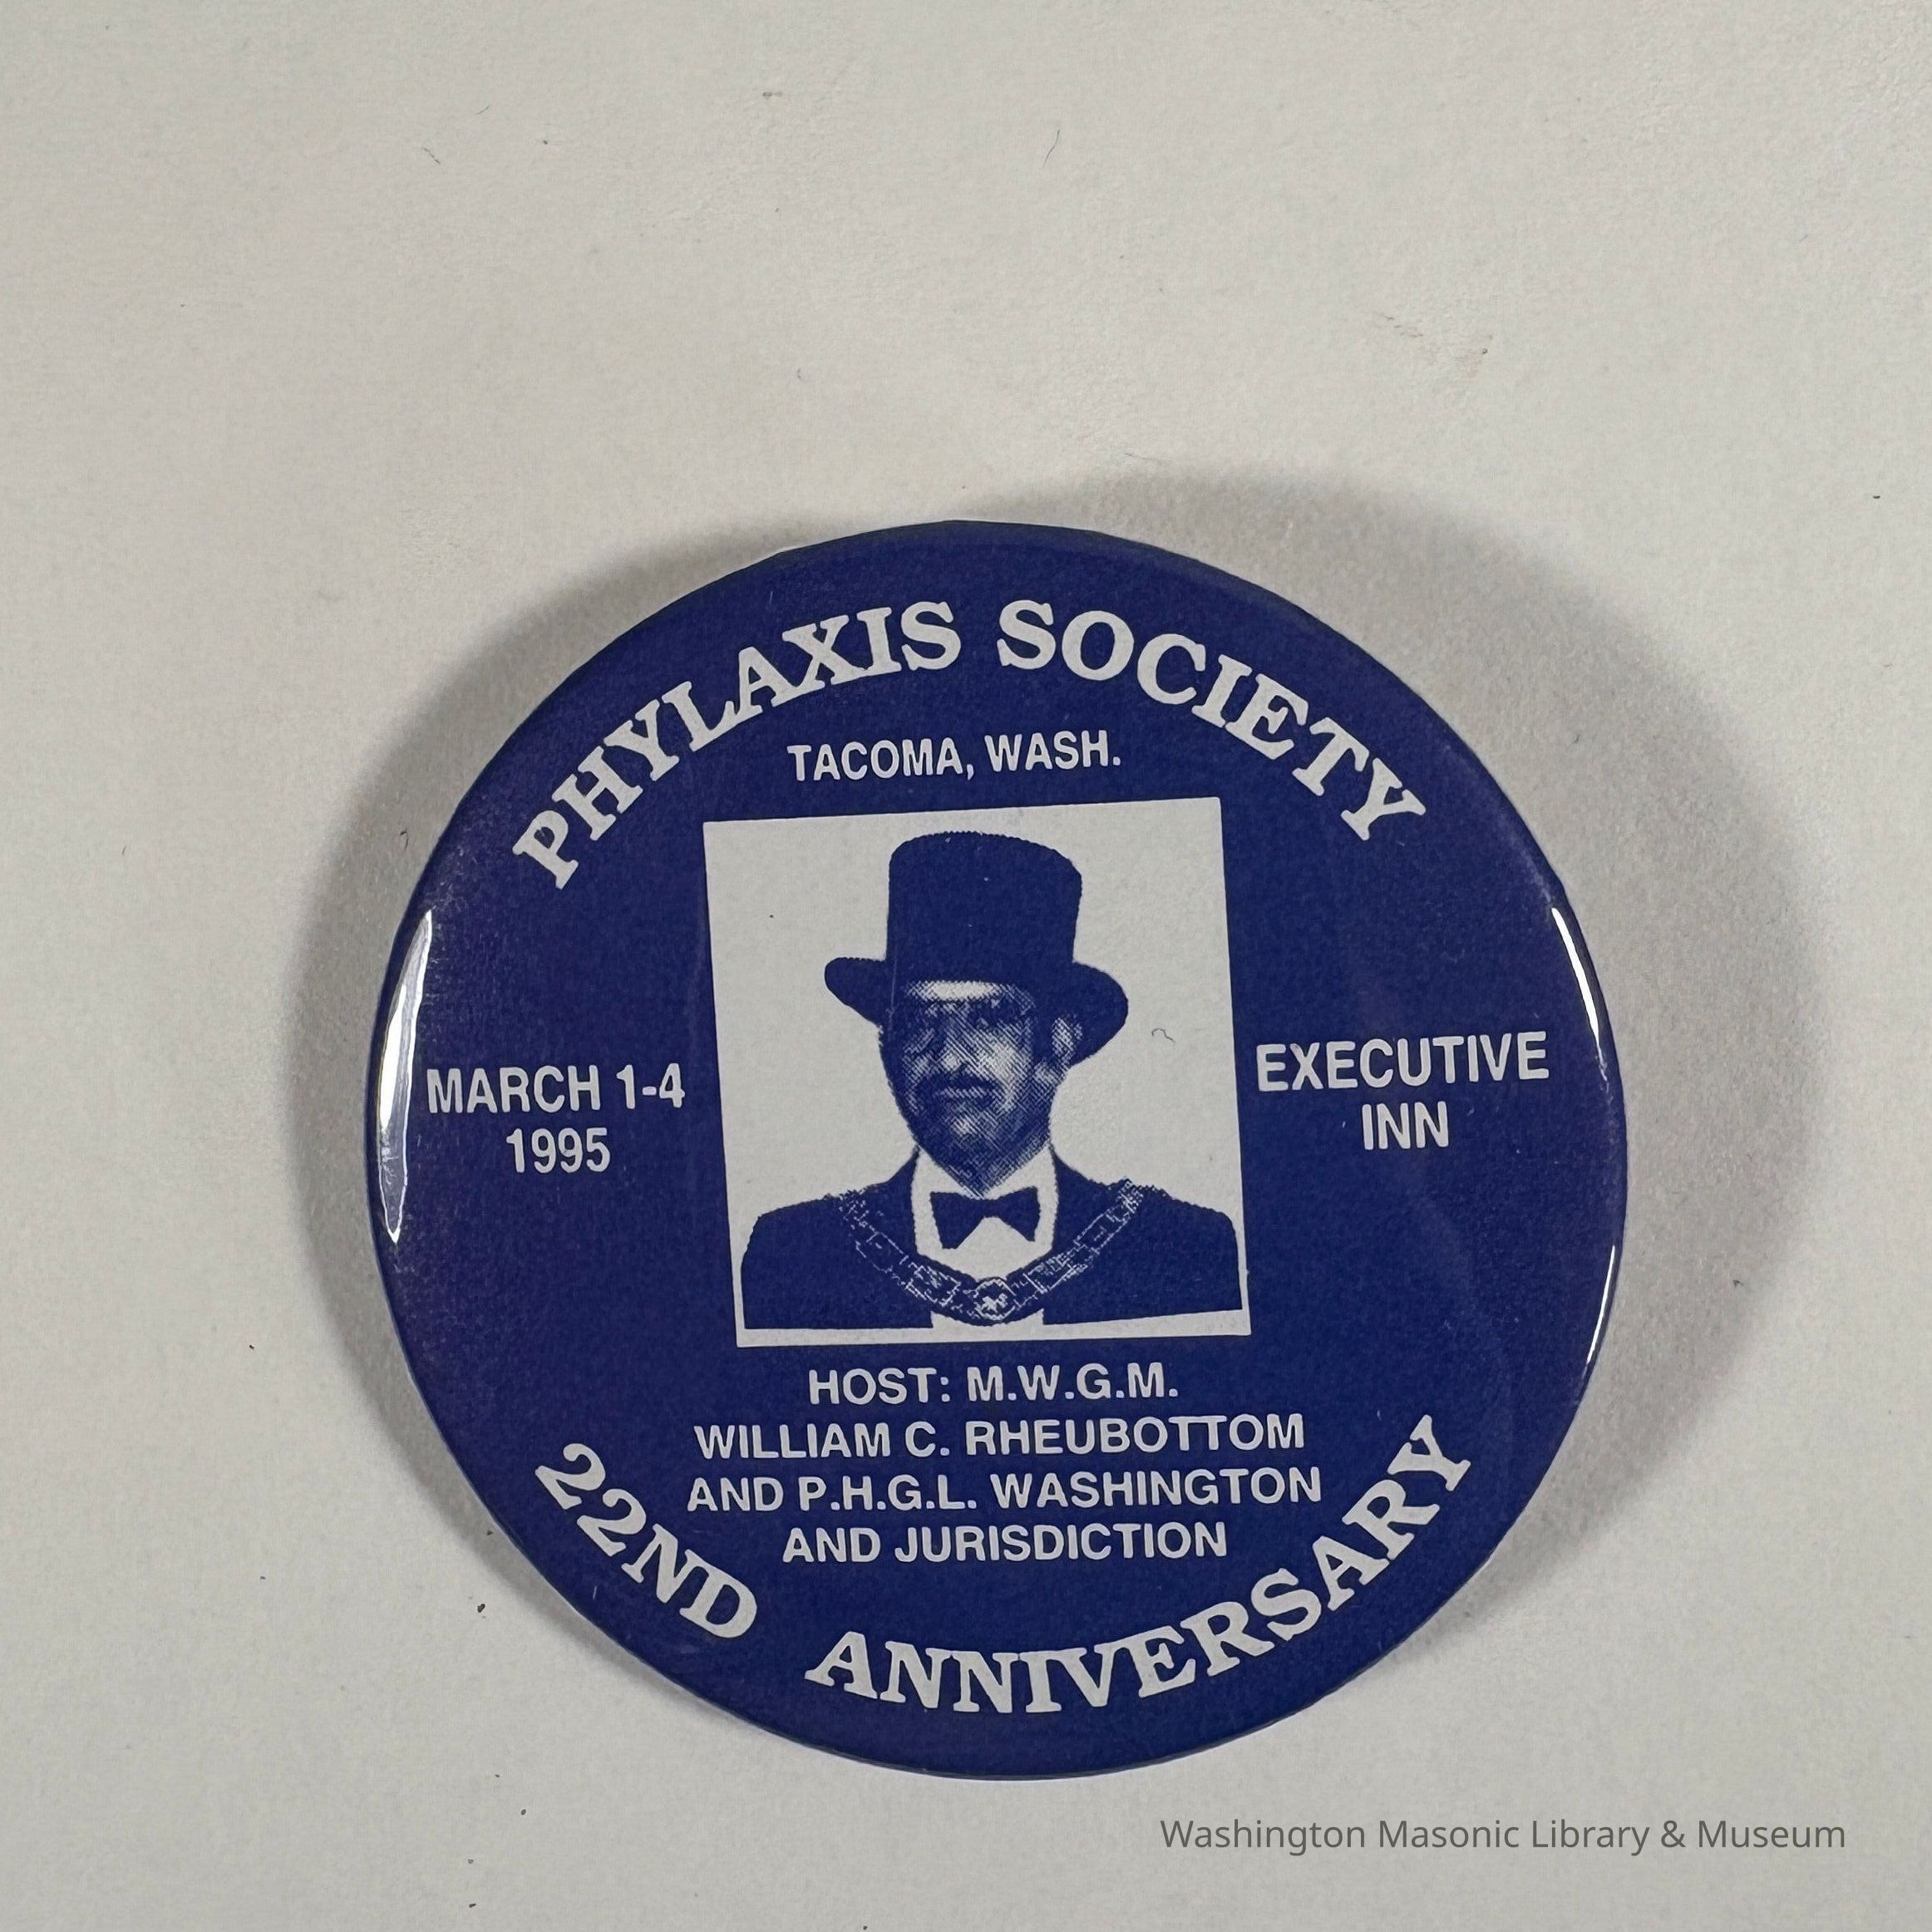 PHYLAXIS SOCIETY
TACOMA, WASH.
MARCH 1-4
1995
EXECUTIVE
INN
HOST: M.W.G.M.
WILLIAM C. RHEUBOTTOM
AND P.H.G.L. WASHINGTON
AND JURISDICTION
22ND ANNIVERSARY
Washington Masonic Library & Museum